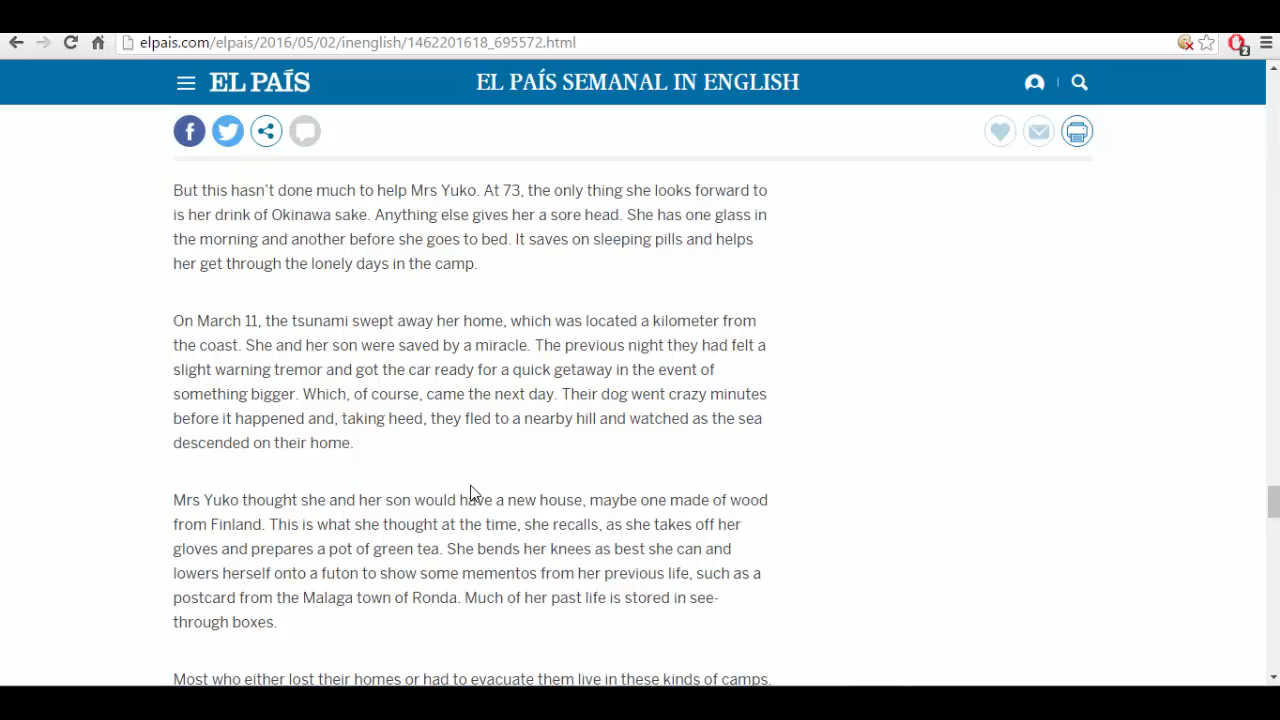 elpais.com/elpais/2016/05/02/inenglish/1462201618_695572.html
2
EL PAÍS
EL PAÍS SEMANAL IN ENGLISH
But this hasn't done much to help Mrs Yuko. At 73, the only thing she looks forward to
is her drink of Okinawa sake. Anything else gives her a sore head. She has one glass in
the morning and another before she goes to bed. It saves on sleeping pills and helps
her get through the lonely days in the camp.
On March 11, the tsunami swept away her home, which was located a kilometer from
the coast. She and her son were saved by a miracle. The previous night they had felt a
slight warning tremor and got the car ready for a quick getaway in the event of
something bigger. Which, of course, came the next day. Their dog went crazy minutes
before it happened and, taking heed, they fled to a nearby hill and watched as the sea
descended on their home.
Mrs Yuko thought she and her son would have a new house, maybe one made of wood
from Finland. This is what she thought at the time, she recalls, as she takes off her
gloves and prepares a pot of green tea. She bends her knees as best she can and
lowers herself onto a futon to show some mementos from her previous life, such as a
postcard from the Malaga town of Ronda. Much of her past life is stored in see-
through boxes.
Most who either lost their homes or had to evacuate them live in these kinds of camps.